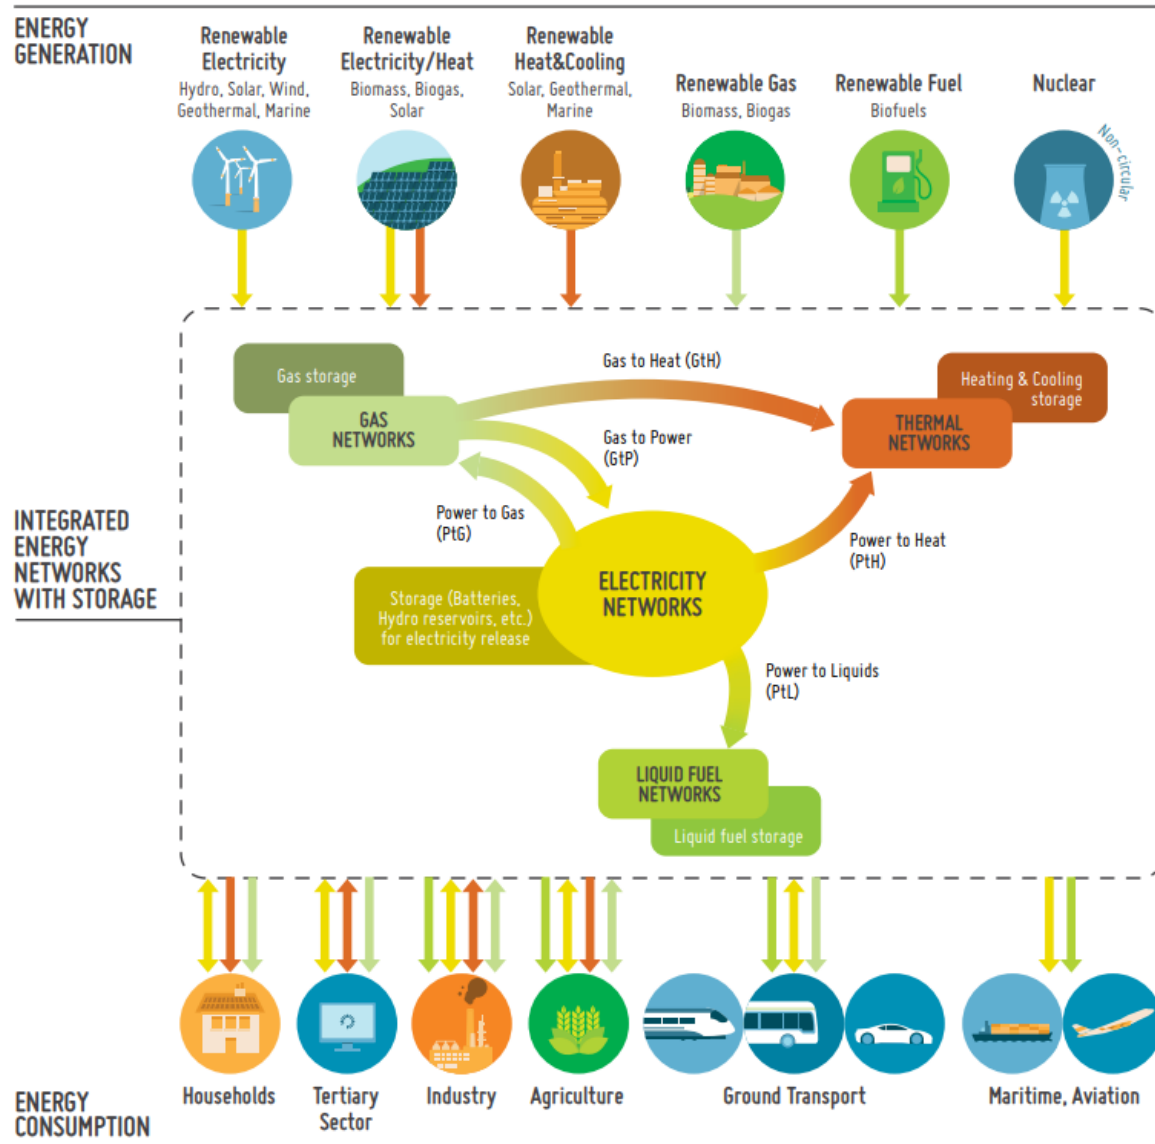 ENERGY
GENERATION
Renewable
Electricity
Hydro, Solar, Wind,
Geothermal, Marine
Renewable
Electricity/Heat
Biomass, Biogas,
Solar
Renewable
Heat&Cooling
Solar, Geothermal,
Marine
Renewable Gas
Biomass, Biogas
Renewable Fuel
Biofuels
Nuclear
Non-circular
INTEGRATED
ENERGY
NETWORKS
WITH STORAGE
Gas storage
GAS
NETWORKS
Gas to Heat (GtH)
Heating & Cooling
storage
THERMAL
NETWORKS
Gas to Power
(GtP)
Power to Gas
(PtG)
Power to Heat
(PtH)
ELECTRICITY
NETWORKS
Storage (Batteries,
Hydro reservoirs, etc.)
for electricity release
Power to Liquids
(PtL)
LIQUID FUEL
NETWORKS
Liquid fuel storage
ENERGY
CONSUMPTION
Households
Tertiary
Sector
Industry
Agriculture
Ground Transport
Maritime, Aviation